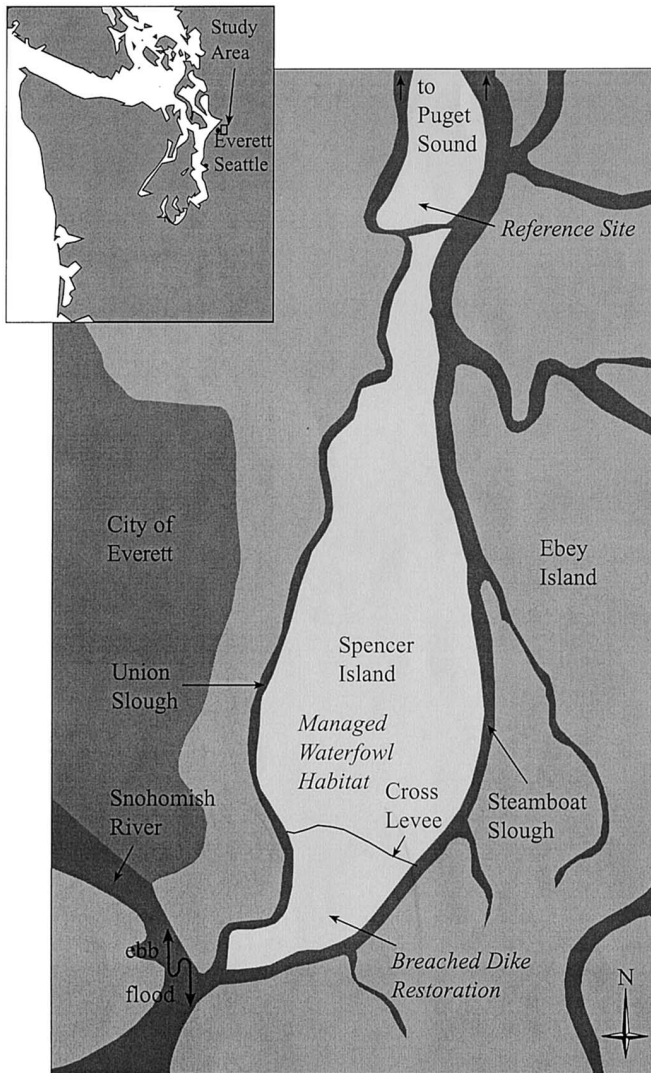 Study
Area
Everett
Seattle
to
Puget
Sound
Reference Site
City of
Everett
Ebey
Island
Spencer
Island
Union
Slough
Managed
Waterfowl
Habitat
Cross
Levee
Steamboat
Slough
Snohomish
River
ebb
flood
Breached Dike
Restoration
N